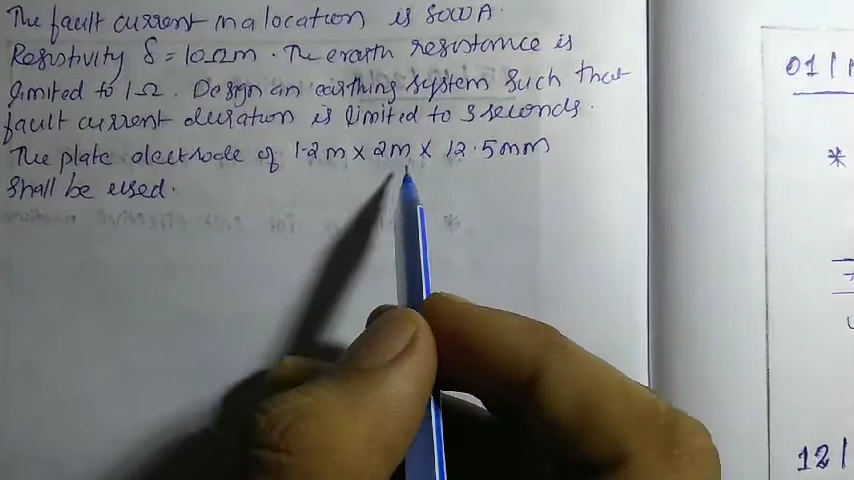 The fault current in a location is 5000A.
Resistivity δ = 10Ωm. The erarth resistance is
limited to 1Ω. Design an earthing system such that
fault current duration is limited to 3 seconds.
The plate electrode of 1.2m x 2m x 12.5mm
shall be used.
01|
*
12|